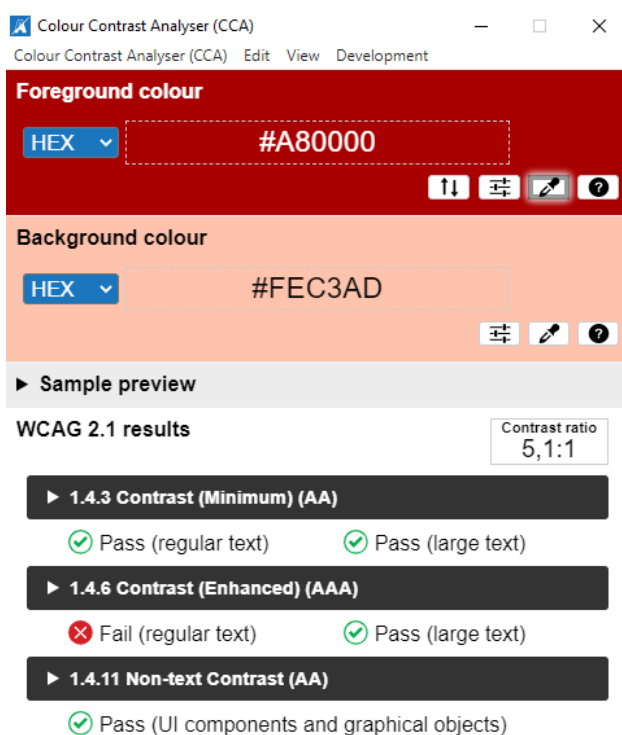 Colour Contrast Analyser (CCA)
Colour Contrast Analyser (CCA) Edit View Development
Foreground colour
HEX #A80000
Background colour
HEX #FEC3AD
Sample preview
WCAG 2.1 results
Contrast ratio
5,1:1
1.4.3 Contrast (Minimum) (AA)
Pass (regular text) Pass (large text)
1.4.6 Contrast (Enhanced) (AAA)
Fail (regular text) Pass (large text)
1.4.11 Non-text Contrast (AA)
Pass (UI components and graphical objects)